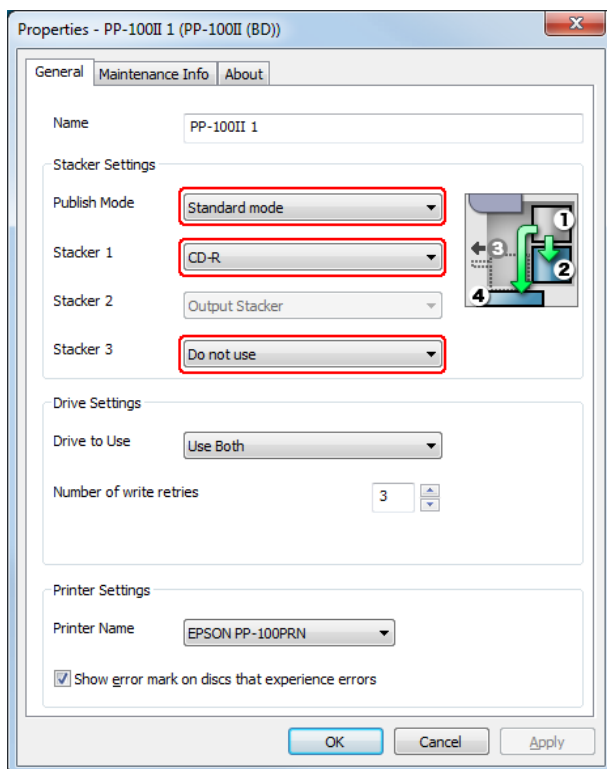 Properties - PP-100II 1 (PP-100II (BD))
General Maintenance Info About
Name PP-100II 1
Stacker Settings
Publish Mode Standard mode
Stacker 1 CD-R
Stacker 2 Output Stacker
Stacker 3 Do not use
1
3
2
4
Drive Settings
Drive to Use Use Both
Number of write retries 3
Printer Settings
Printer Name EPSON PP-100PRN
Show error mark on discs that experience errors
OK Cancel Apply